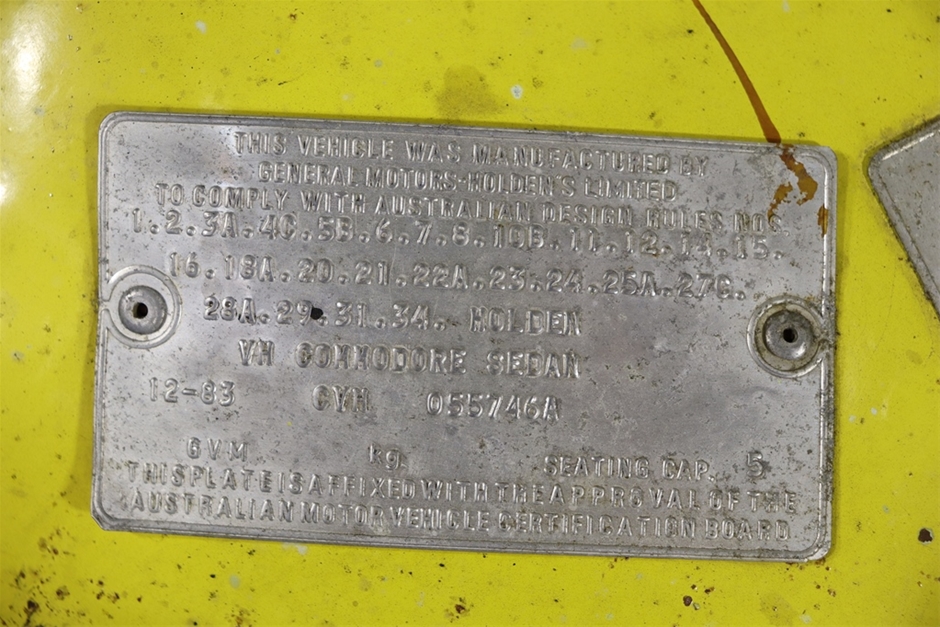 THIS VEHICLE WAS MANUFACTURED BY
GENERAL MOTORS-HOLDEN'S LIMITED
TO COMPLY WITH AUSTRALIAN DESIGN RULES NOS.
1.2.3A.4C.5B.6.7.8.10B.11.12.14.15.
16.18A.20.21.22A.23.24.25A.27C.
28A.29.31.34. HOLDEN
VH COMMODORE SEDAN
12-83 CVH 055746A
GVM kg SEATING CAP. 5
THIS PLATE IS AFFIXED WITH THE APPROVAL OF THE
AUSTRALIAN MOTOR VEHICLE CERTIFICATION BOARD